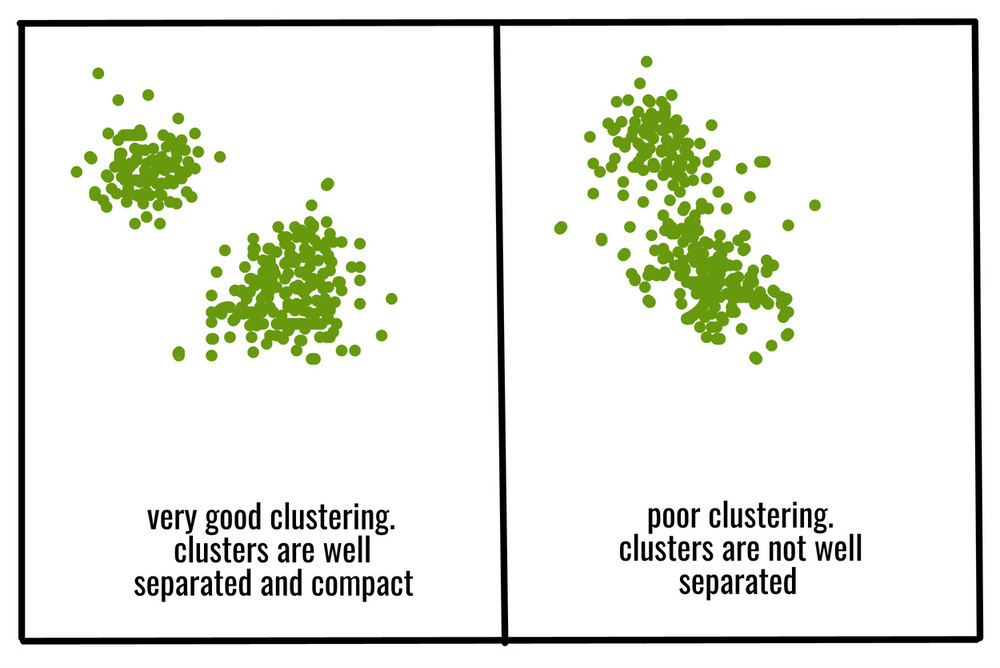 very good clustering.
clusters are well
separated and compact
poor clustering.
clusters are not well
separated